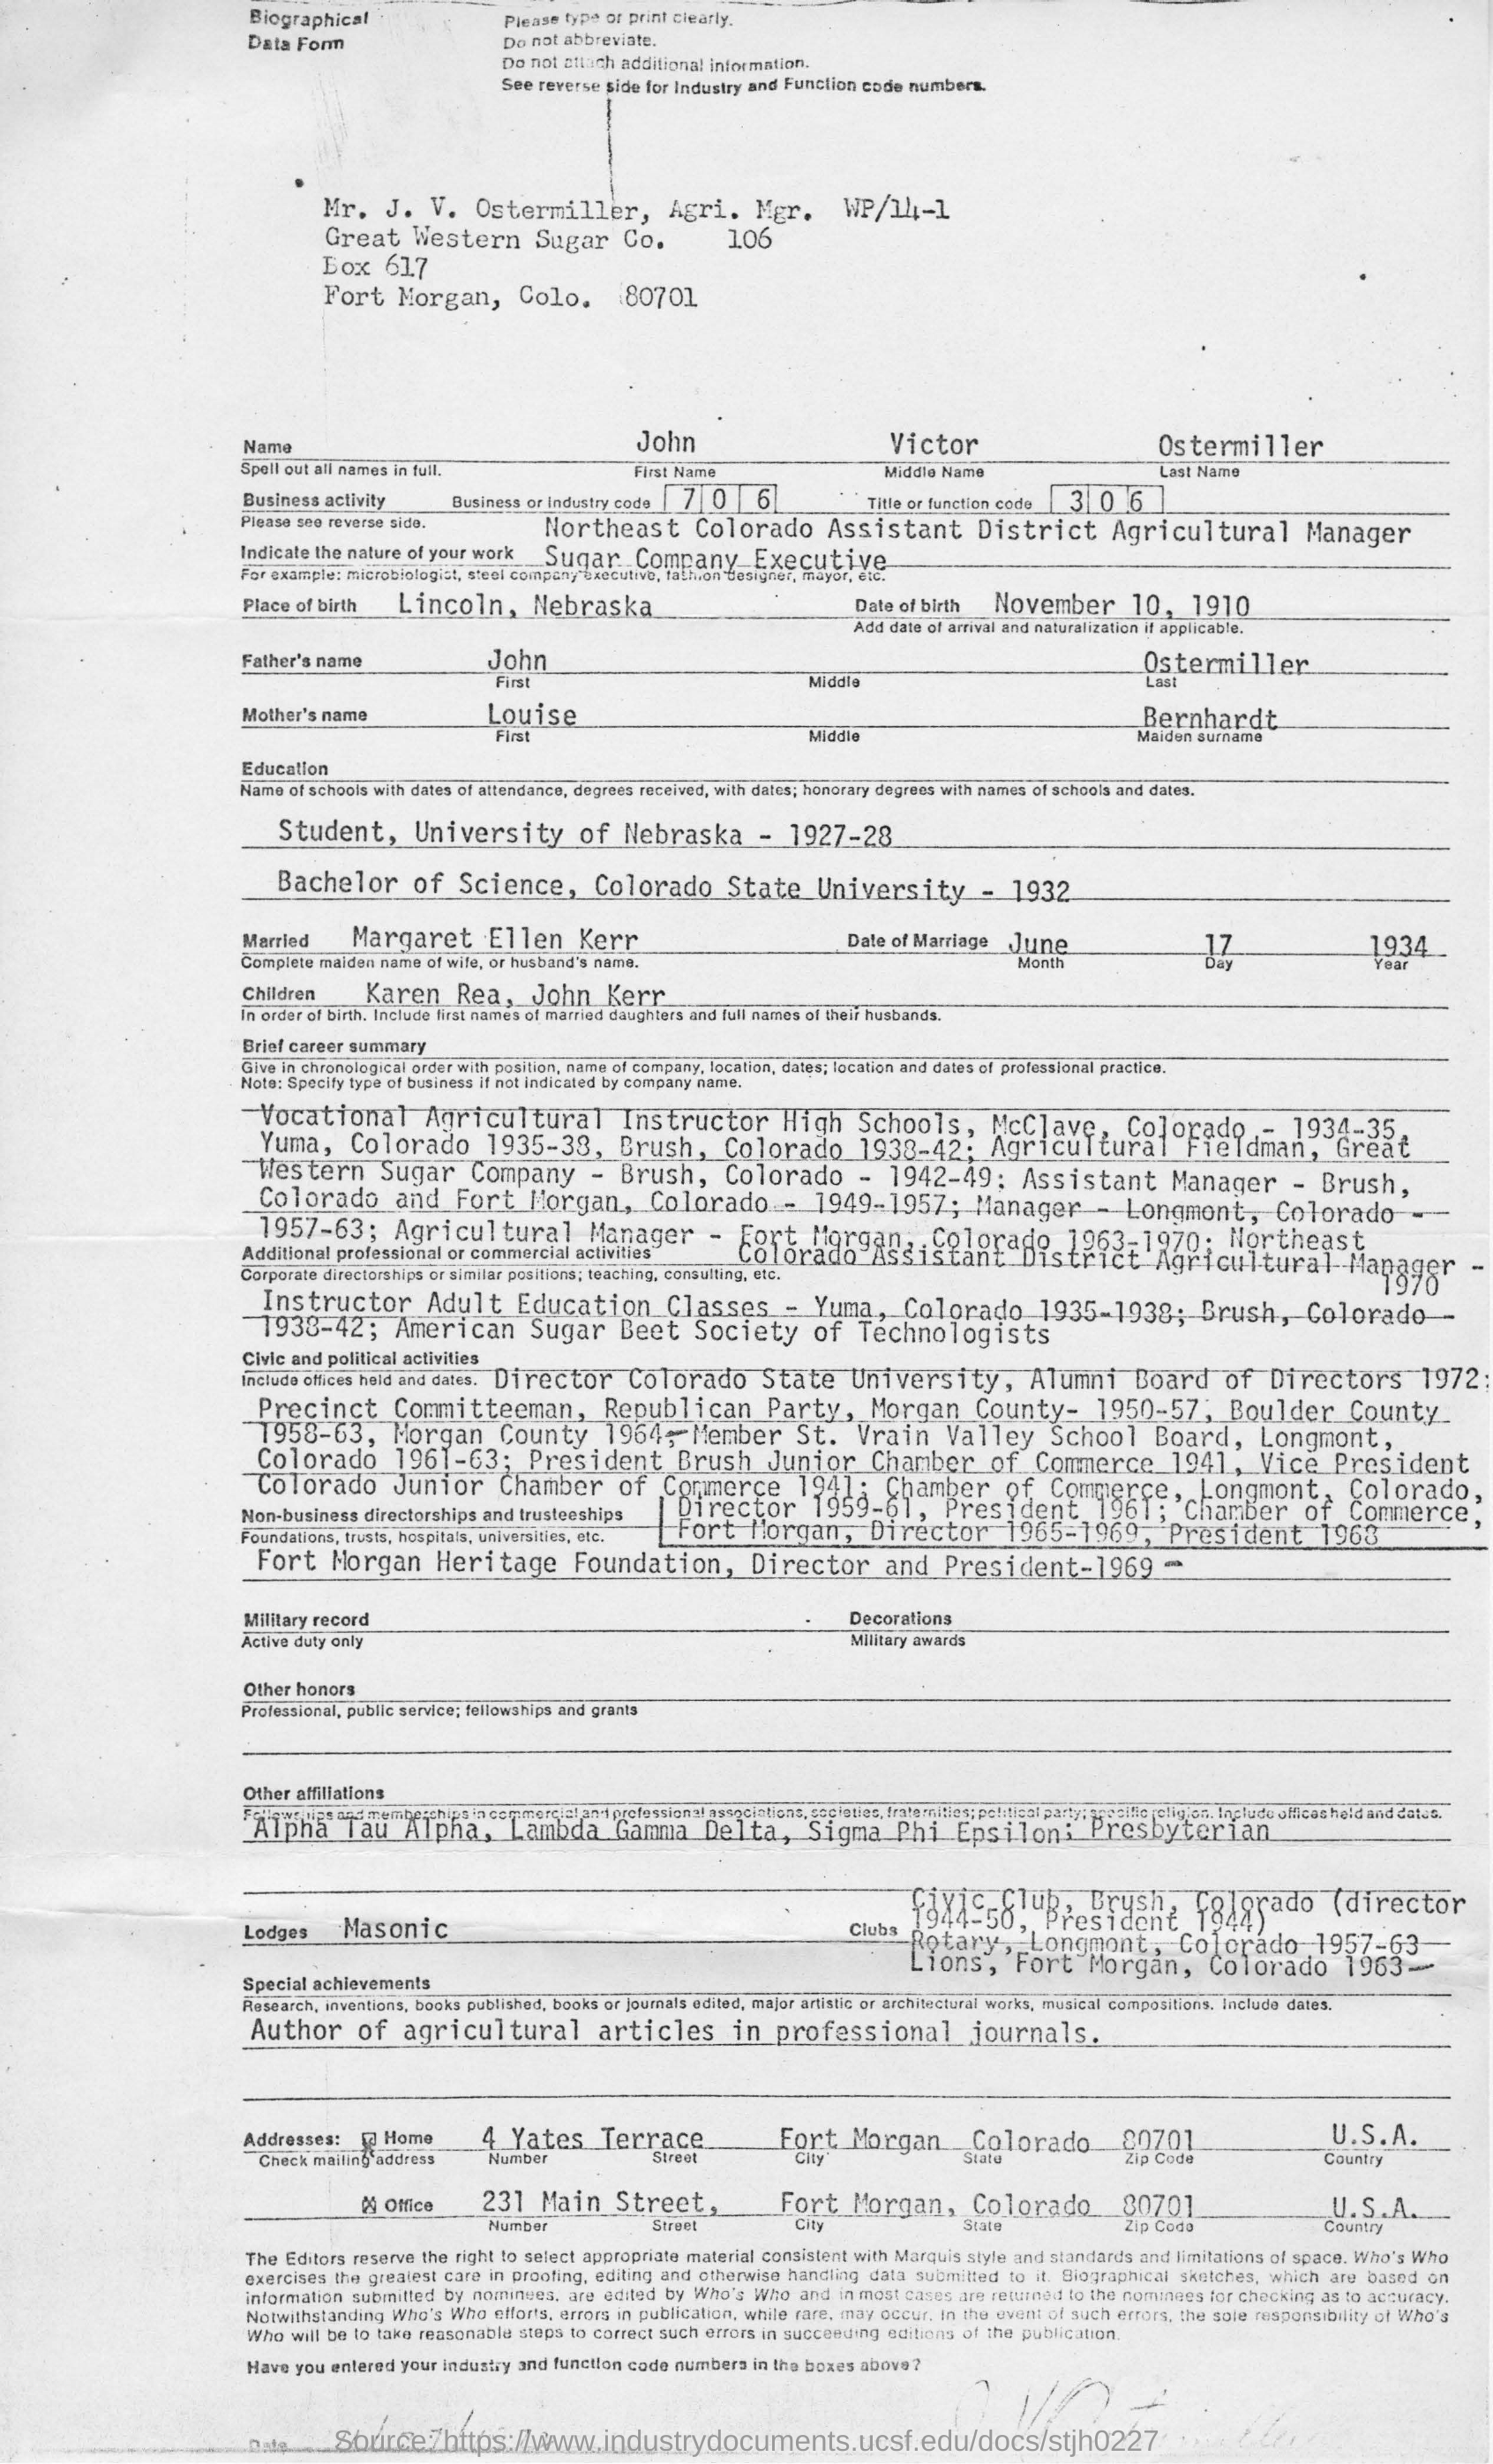 Biographical
Data Form
Please type or print clearly.
Do not abbreviate.
Do not attach additional information.
See reverse side for Industry and Function code numbers.
Mr. J. V. Ostermiller, Agri. Mgr. WP/14-1
Great Western Sugar Co. 106
Box 617
Fort Morgan, Colo. 80701
Name John Victor Ostermiller
Spell out all names in full. First Name Middle Name Last Name
Business activity Business or industry code 7 0 6 Title or function code 3 0 6
Please see reverse side. Northeast Colorado Assistant District Agricultural Manager
Indicate the nature of your work Sugar Company Executive
For example: microbiologist, steel company executive, fashion designer, mayor, etc.
Place of birth Lincoln, Nebraska Date of birth November 10, 1910
Add date of arrival and naturalization if applicable.
Father's name John Ostermiller
First Middle Last
Mother's name Louise Bernhardt
First Middle Maiden surname
Education
Name of schools with dates of attendance, degrees received, with dates; honorary degrees with names of schools and dates.
Student, University of Nebraska - 1927-28
Bachelor of Science, Colorado State University - 1932
Married Margaret Ellen Kerr Date of Marriage June 17 1934
Complete maiden name of wife, or husband's name. Month Day Year
Children Karen Rea, John Kerr
In order of birth. Include first names of married daughters and full names of their husbands.
Brief career summary
Give in chronological order with position, name of company, location, dates; location and dates of professional practice.
Note: Specify type of business if not indicated by company name.
Vocational Agricultural Instructor High Schools, McClave, Colorado - 1934-35,
Yuma, Colorado 1935-38, Brush, Colorado 1938-42; Agricultural Fieldman, Great
Western Sugar Company - Brush, Colorado - 1942-49; Assistant Manager - Brush,
Colorado and Fort Morgan, Colorado - 1949-1957; Manager - Longmont, Colorado -
1957-63; Agricultural Manager - Fort Morgan, Colorado 1963-1970; Northeast
Additional professional or commercial activities Colorado Assistant District Agricultural Manager -
Corporate directorships or similar positions; teaching, consulting, etc. 1970
Instructor Adult Education Classes - Yuma, Colorado 1935-1938; Brush, Colorado -
1938-42; American Sugar Beet Society of Technologists
Civic and political activities
Include offices held and dates. Director Colorado State University, Alumni Board of Directors 1972;
Precinct Committeeman, Republican Party, Morgan County- 1950-57, Boulder County
1958-63, Morgan County 1964- Member St. Vrain Valley School Board, Longmont,
Colorado 1961-63; President Brush Junior Chamber of Commerce 1941, Vice President
Colorado Junior Chamber of Commerce 1941; Chamber of Commerce, Longmont, Colorado,
Non-business directorships and trusteeships Director 1959-61, President 1961; Chamber of Commerce,
Foundations, trusts, hospitals, universities, etc. Fort Morgan, Director 1965-1969, President 1968
Fort Morgan Heritage Foundation, Director and President-1969 -
Military record Decorations
Active duty only Military awards
Other honors
Professional, public service; fellowships and grants
Other affiliations
Fellowships and memberships in commercial and professional associations, societies, fraternities; political party; specific religion. Include offices held and dates.
Alpha Tau Alpha, Lambda Gamma Delta, Sigma Phi Epsilon; Presbyterian
Civic Club, Brush, Colorado (director
1944-50, President 1944)
Lodges Masonic Clubs Rotary, Longmont, Colorado 1957-63
Lions, Fort Morgan, Colorado 1963-
Special achievements
Research, inventions, books published, books or journals edited, major artistic or architectural works, musical compositions. Include dates.
Author of agricultural articles in professional journals.
Addresses: Home 4 Yates Terrace Fort Morgan Colorado 80701 U.S.A.
Check mailing address Number Street City State Zip Code Country
Office 231 Main Street, Fort Morgan, Colorado 80701 U.S.A.
Number Street City State Zip Code Country
The Editors reserve the right to select appropriate material consistent with Marquis style and standards and limitations of space. Who's Who
exercises the greatest care in proofing, editing and otherwise handling data submitted to it. Biographical sketches, which are based on
information submitted by nominees, are edited by Who's Who and in most cases are returned to the nominees for checking as to accuracy.
Notwithstanding Who's Who efforts, errors in publication, while rare, may occur. In the event of such errors, the sole responsibility of Who's
Who will be to take reasonable steps to correct such errors in succeeding editions of the publication.
Have you entered your industry and function code numbers in the boxes above?
Date
Source: https://www.industrydocuments.ucsf.edu/docs/stjh0227